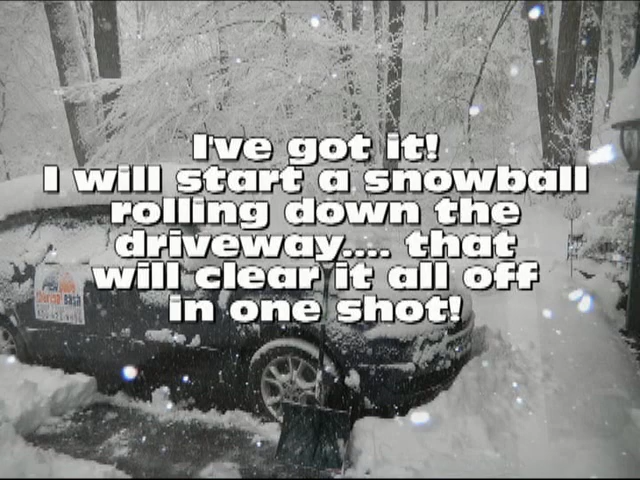 I've got it!
I will start a snowball
rolling down the
driveway.... that
will clear it all off
in one shot!